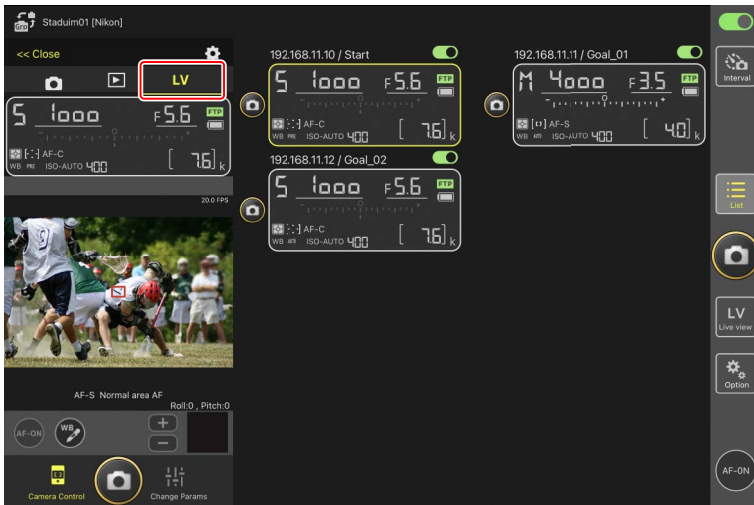 Grp Staduim01 [Nikon]
<< Close
LV
5 1000 F5.6 FTP
AF-C
WB PRE ISO-AUTO 400 [ 7.6] k
20.0 FPS
AF-S Normal area AF
Roll:0 , Pitch:0
AF-ON WB + −
Camera Control Change Params
192.168.11.10 / Start
5 1000 F5.6 FTP
AF-C
WB PRE ISO-AUTO 400 [ 7.6] k
192.168.11.11 / Goal_01
M 4000 F3.5 FTP
AF-S
WB ISO-AUTO 400 [ 4.0] k
192.168.11.12 / Goal_02
5 1000 F5.6 FTP
AF-C
WB ISO-AUTO 400 [ 7.6] k
Interval
List
LV
Live view
Option
AF-ON